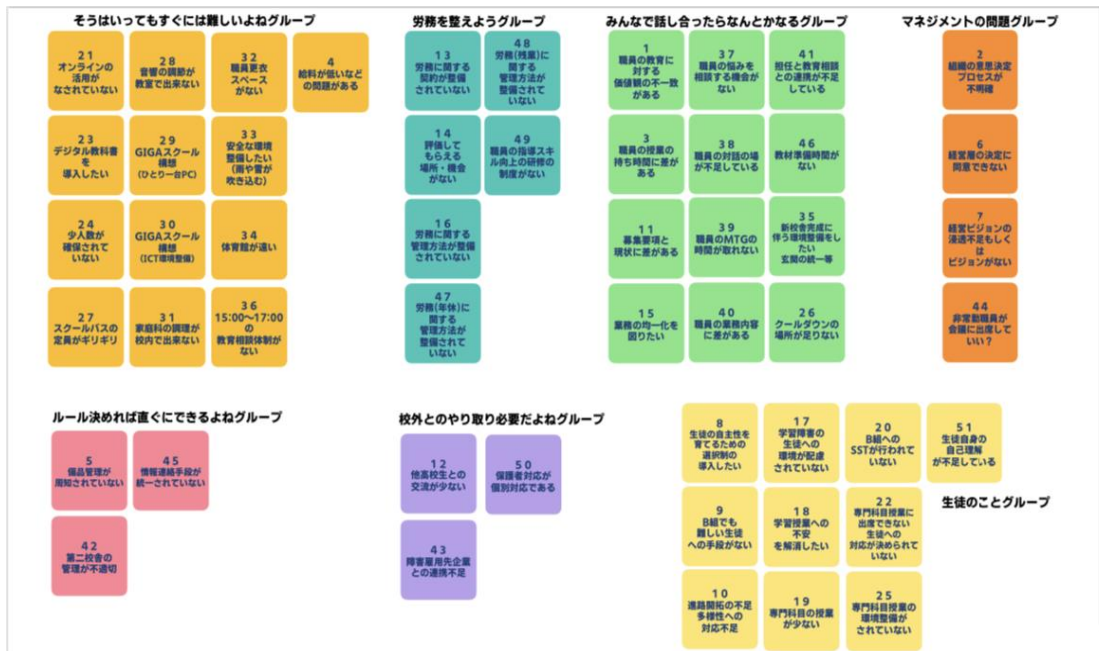 そうはいってもすぐには難しいよねグループ
21
オンラインの
活用が
なされていない
28
音響の調節が
教室で出来ない
32
職員更衣
スペース
がない
4
給料が低いなど
の問題がある
23
デジタル教科書
を
導入したい
29
GIGAスクール
構想
(ひとり一台PC)
33
安全な環境
整備したい
(雨や雪が
吹き込む)
24
少人数が
確保されて
いない
30
GIGAスクール
構想
(ICT環境整備)
34
体育館が遠い
27
スクールバスの
定員がギリギリ
31
家庭科の調理が
校内で出来ない
36
15:00〜17:00
の
教育相談体制が
ない
労務を整えようグループ
13
労務に関する
契約が整備
されていない
48
労務(残業)に
関する
管理方法が
整備されて
いない
14
評価して
もらえる
場所・機会
がない
49
職員の指導スキ
ル向上の研修の
制度がない
16
労務に関する
管理方法が整備
されていない
47
労務(年休)に
関する
管理方法が
整備されて
いない
みんなで話し合ったらなんとかなるグループ
1
職員の教育に
対する
価値観の不一致
がある
37
職員の悩みを
相談する機会が
ない
41
担任と教育相談
との連携が不足
している
3
職員の授業の
持ち時間に差が
ある
38
職員の対話の場
が不足している
46
教材準備時間が
ない
11
募集要項と
現状に差がある
39
職員のMTGの
時間が取れない
35
新校舎完成に
伴う環境整備をし
たい
玄関の統一等
15
業務の均一化を
図りたい
40
職員の業務内容
に差がある
26
クールダウンの
場所が足りない
マネジメントの問題グループ
2
組織の意思決定
プロセスが
不明確
6
経営層の決定に
同意できない
7
経営ビジョンの
浸透不足もしく
は
ビジョンがない
44
非常勤職員が
会議に出席して
いい?
ルール決めれば直ぐにできるよねグループ
5
備品管理が
周知されていない
45
情報連絡手段が
統一されていない
42
第二校舎の
管理が不適切
校外とのやり取り必要だよねグループ
12
他高校生との
交流が少ない
50
保護者対応が
個別対応である
43
障害雇用先企業
との連携不足
8
生徒の自主性を
育てるための
選択制の
導入したい
17
学習障害の
生徒への
環境が配慮
されていない
20
B組への
SSTが行われて
いない
51
生徒自身の
自己理解
が不足している
生徒のことグループ
9
B組でも
難しい生徒
への手段がない
18
学習授業への
不安
を解消したい
22
専門科目授業に
出席できない
生徒への
対応が決められて
いない
10
進路開拓の不足
多様性への
対応不足
19
専門科目の授業
が少ない
25
専門科目授業の
環境整備が
されていない